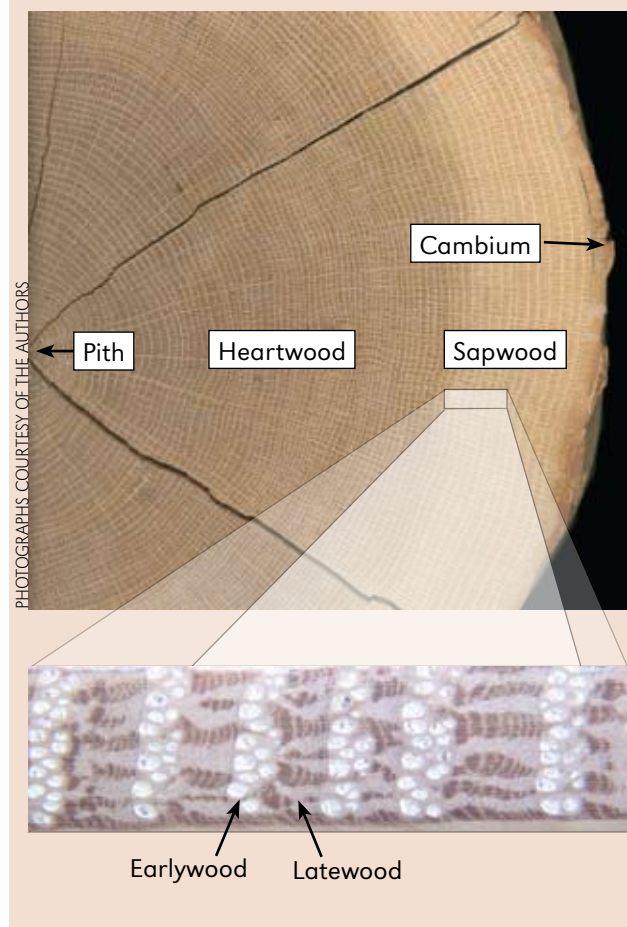 PHOTOGRAPHS COURTESY OF THE AUTHORS
Cambium
Pith
Heartwood
Sapwood
Earlywood
Latewood